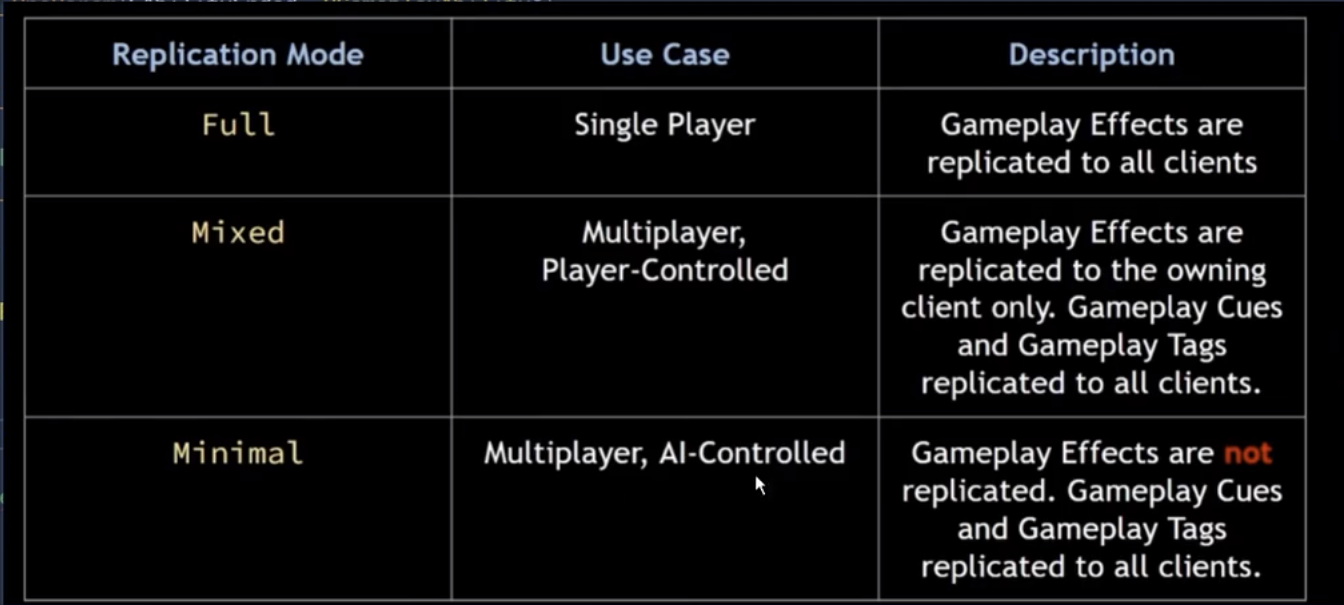 Replication Mode
Use Case
Description
Full
Single Player
Gameplay Effects are
replicated to all clients
Mixed
Multiplayer,
Player-Controlled
Gameplay Effects are
replicated to the owning
client only. Gameplay Cues
and Gameplay Tags
replicated to all clients.
Minimal
Multiplayer, AI-Controlled
Gameplay Effects are not
replicated. Gameplay Cues
and Gameplay Tags
replicated to all clients.